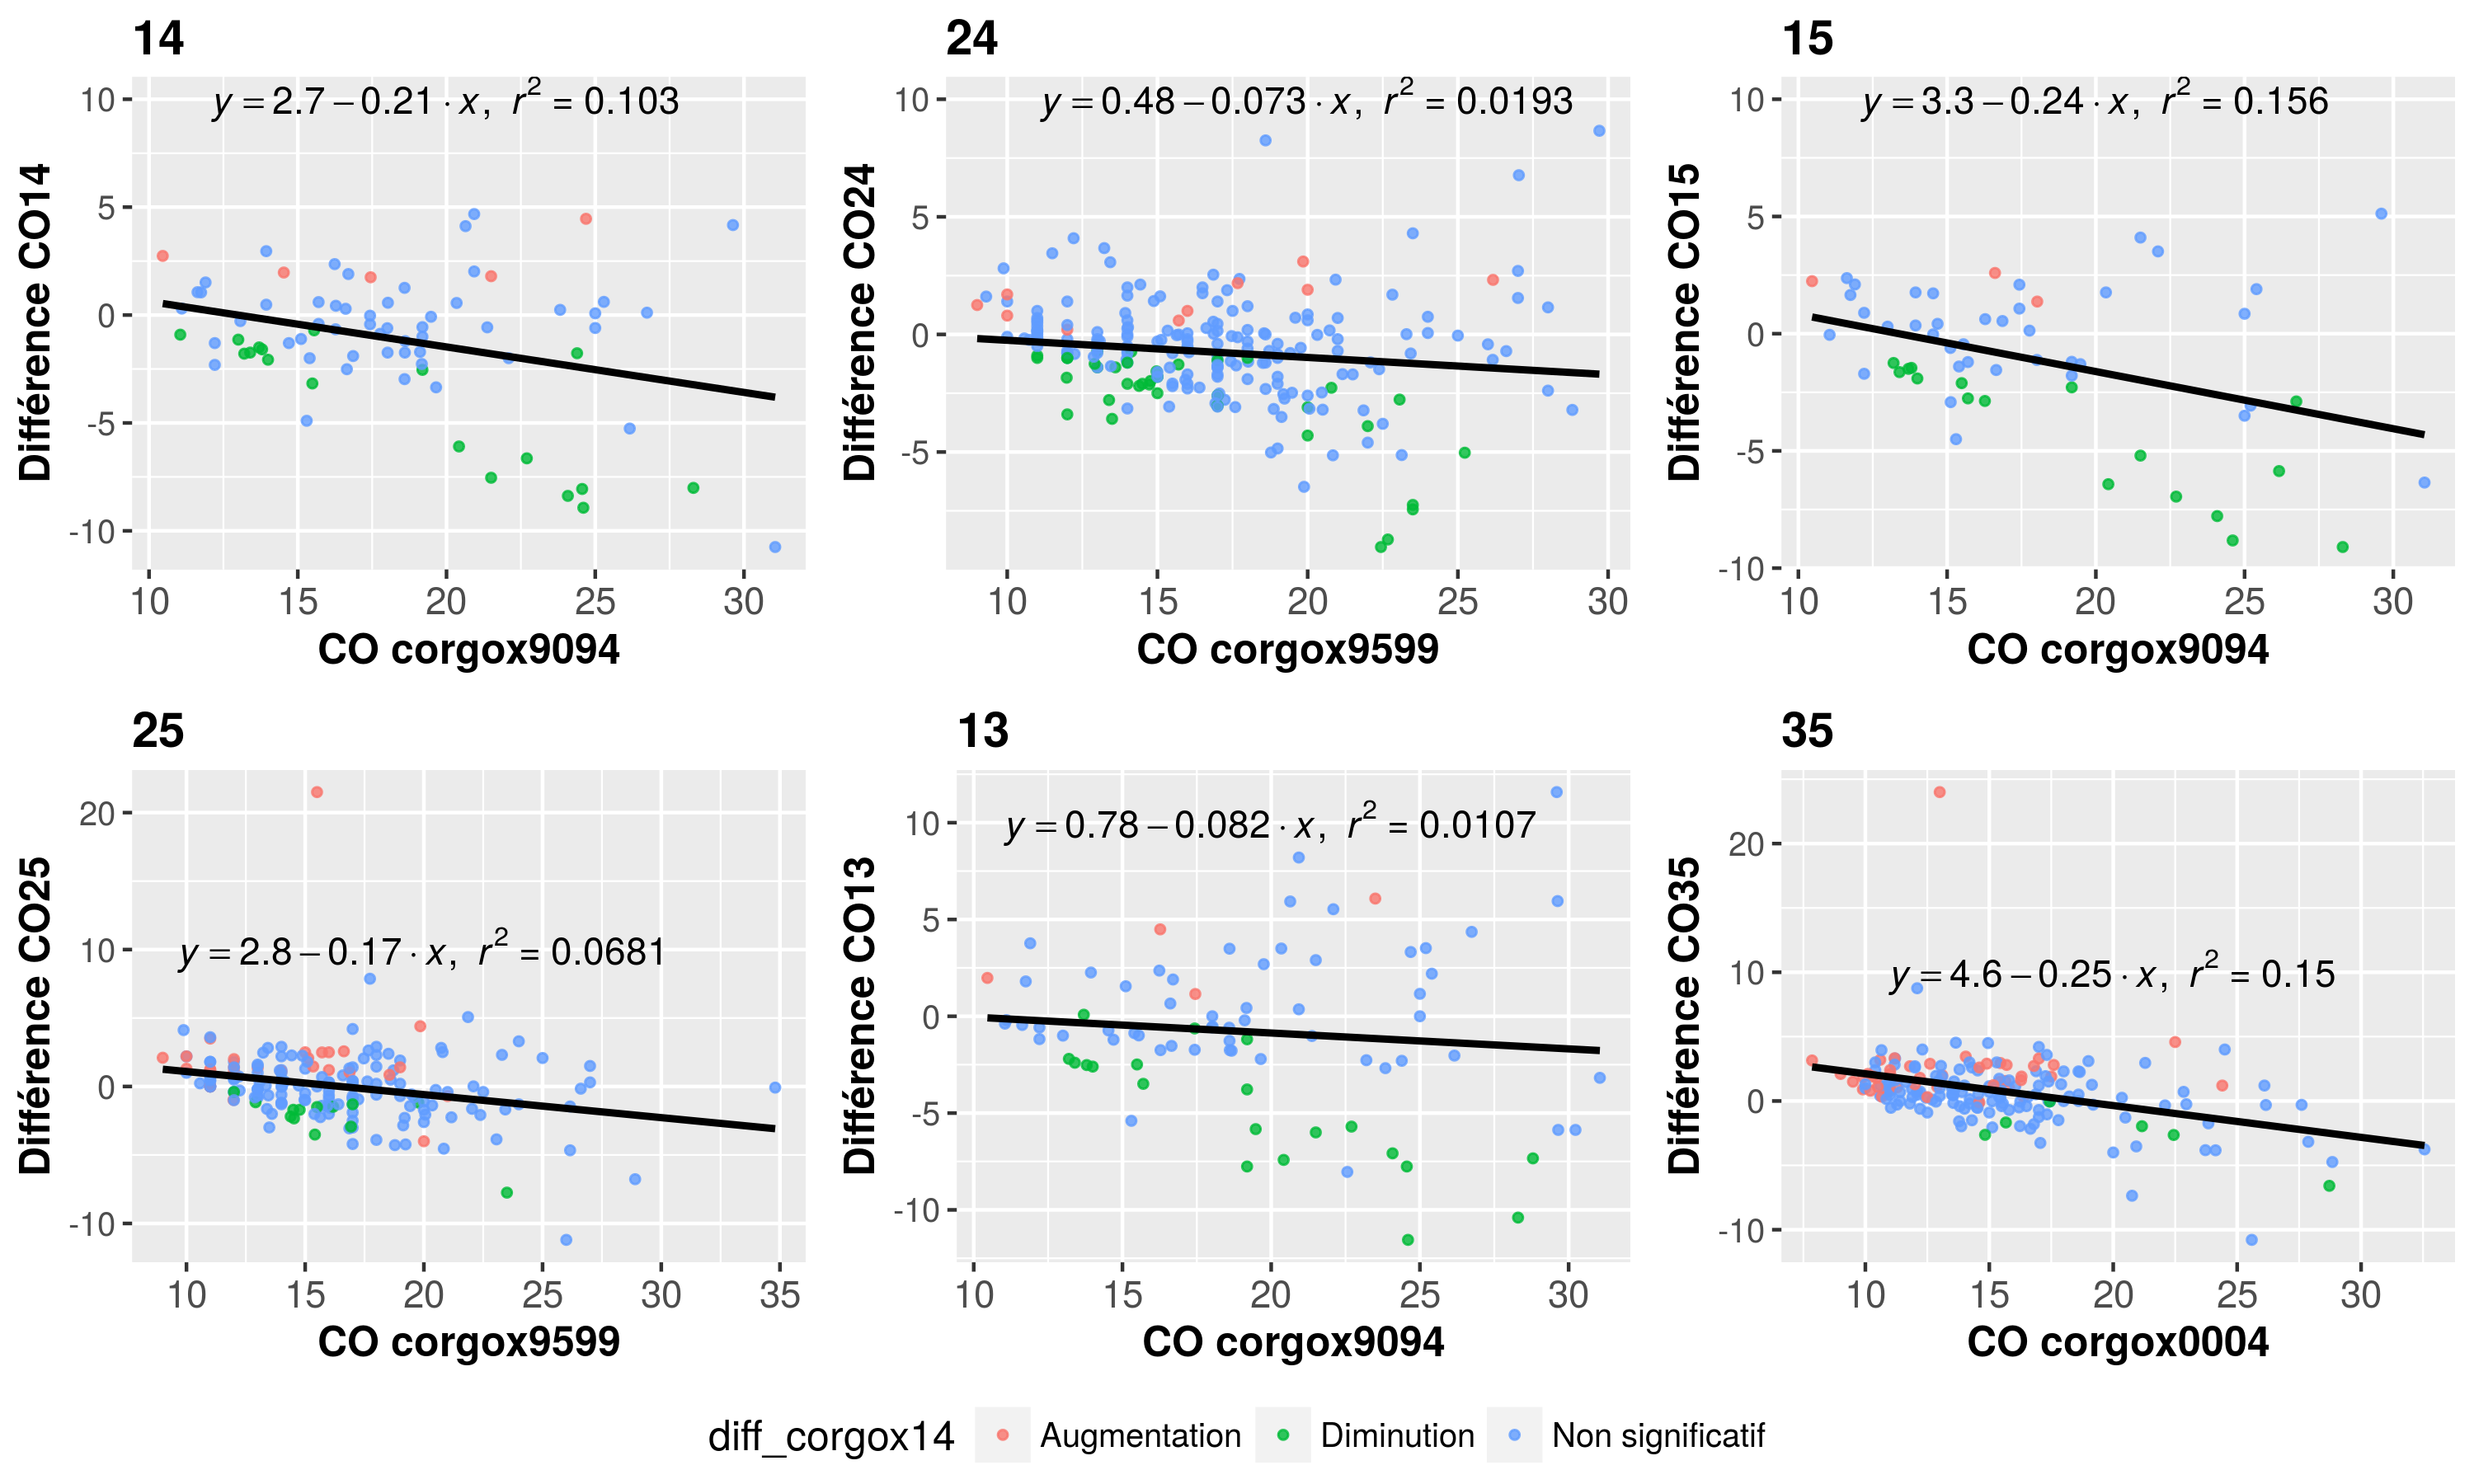 14
y = 2.7 − 0.21 · x, r² = 0.103
Différence CO14
10
5
0
-5
-10
10 15 20 25 30
CO corgox9094
24
y = 0.48 − 0.073 · x, r² = 0.0193
Différence CO24
10
5
0
-5
10 15 20 25 30
CO corgox9599
15
y = 3.3 − 0.24 · x, r² = 0.156
Différence CO15
10
5
0
-5
-10
10 15 20 25 30
CO corgox9094
25
y = 2.8 − 0.17 · x, r² = 0.0681
Différence CO25
20
10
0
-10
10 15 20 25 30 35
CO corgox9599
13
y = 0.78 − 0.082 · x, r² = 0.0107
Différence CO13
10
5
0
-5
-10
10 15 20 25 30
CO corgox9094
35
y = 4.6 − 0.25 · x, r² = 0.15
Différence CO35
20
10
0
-10
10 15 20 25 30
CO corgox0004
diff_corgox14 Augmentation Diminution Non significatif